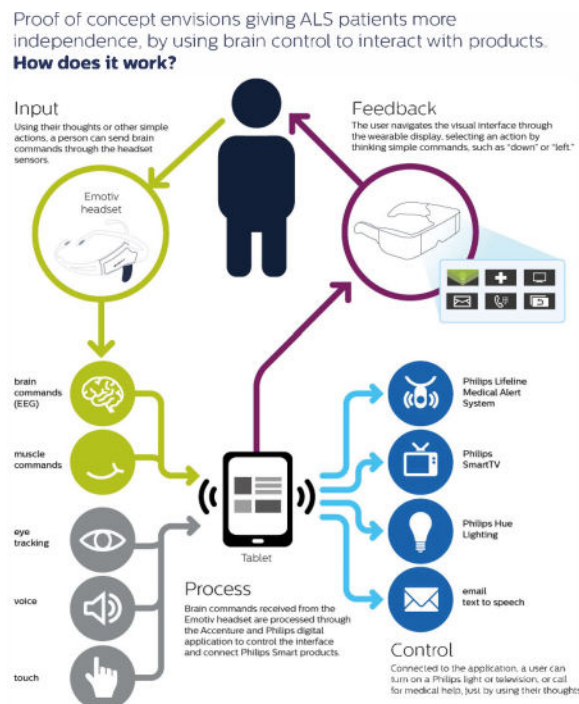 Proof of concept envisions giving ALS patients more
independence, by using brain control to interact with products.
How does it work?
Input
Using their thoughts or other simple
actions, a person can send brain
commands through the headset
sensors.
Emotiv
headset
Feedback
The user navigates the visual interface through
the wearable display, selecting an action by
thinking simple commands, such as "down" or "left."
brain
commands
(EEG)
muscle
commands
eye
tracking
voice
touch
Tablet
Process
Brain commands received from the
Emotiv headset are processed through
the Accenture and Philips digital
application to control the interface
and connect Philips Smart products.
Philips Lifeline
Medical Alert
System
Philips
SmartTV
Philips Hue
Lighting
email
text to speech
Control
Connected to the application, a user can
turn on a Philips light or television, or call
for medical help, just by using their thoughts